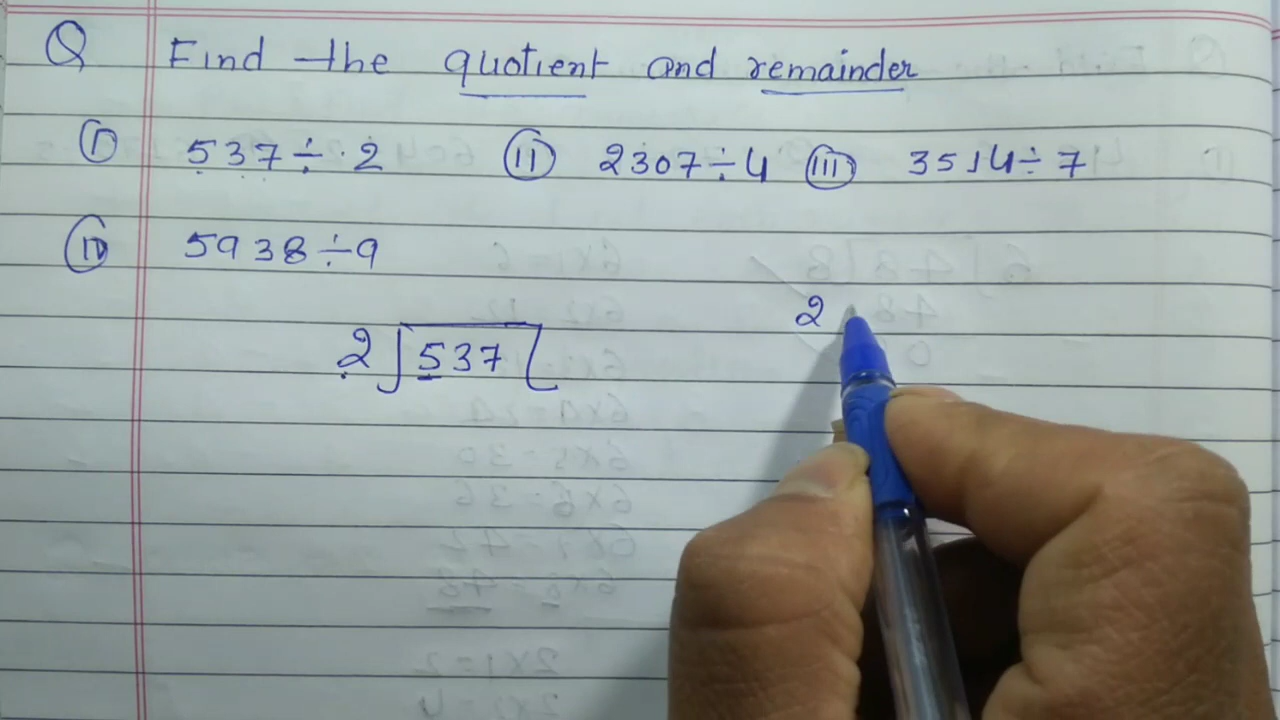 Q Find the quotient and remainder
(I) 537 ÷ 2 (II) 2307 ÷ 4 (III) 3514 ÷ 7
(IV) 5938 ÷ 9
2
2 ) 537 (